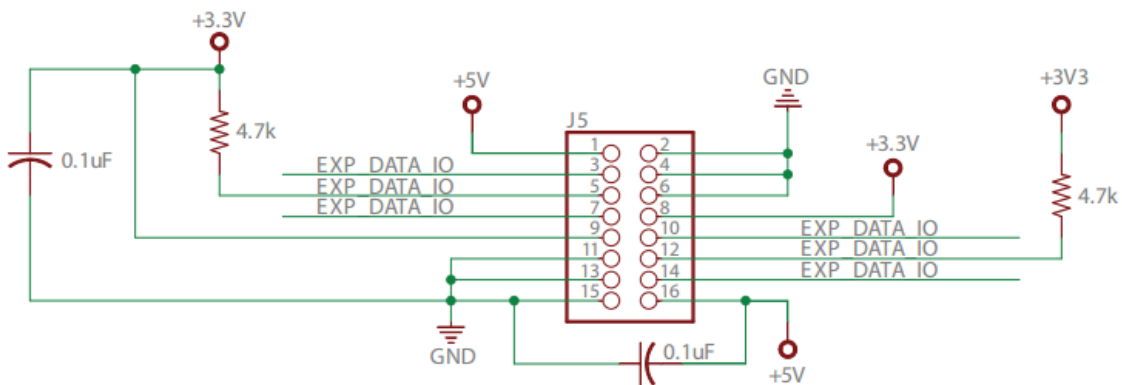 +3.3V
+5V
GND
+3V3
J5
4.7k
+3.3V
0.1uF
1 2
EXP_DATA_IO 3 4
EXP_DATA_IO 5 6
4.7k
EXP_DATA_IO 7 8
9 10 EXP_DATA_IO
11 12 EXP_DATA_IO
13 14 EXP_DATA_IO
15 16
GND
0.1uF
+5V